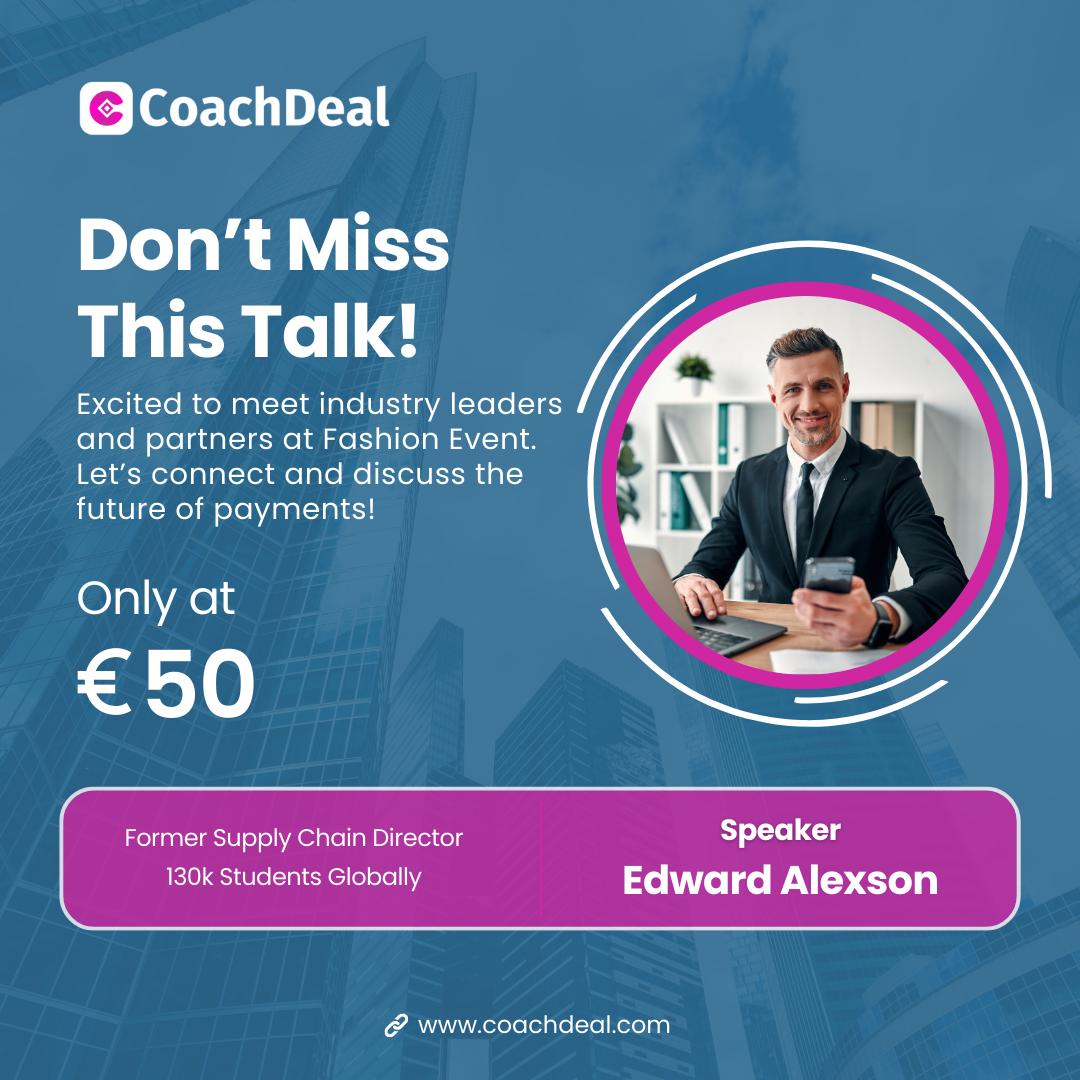 CoachDeal
Don’t Miss
This Talk!
Excited to meet industry leaders
and partners at Fashion Event.
Let’s connect and discuss the
future of payments!
Only at
€50
Former Supply Chain Director
130k Students Globally
Speaker
Edward Alexson
www.coachdeal.com